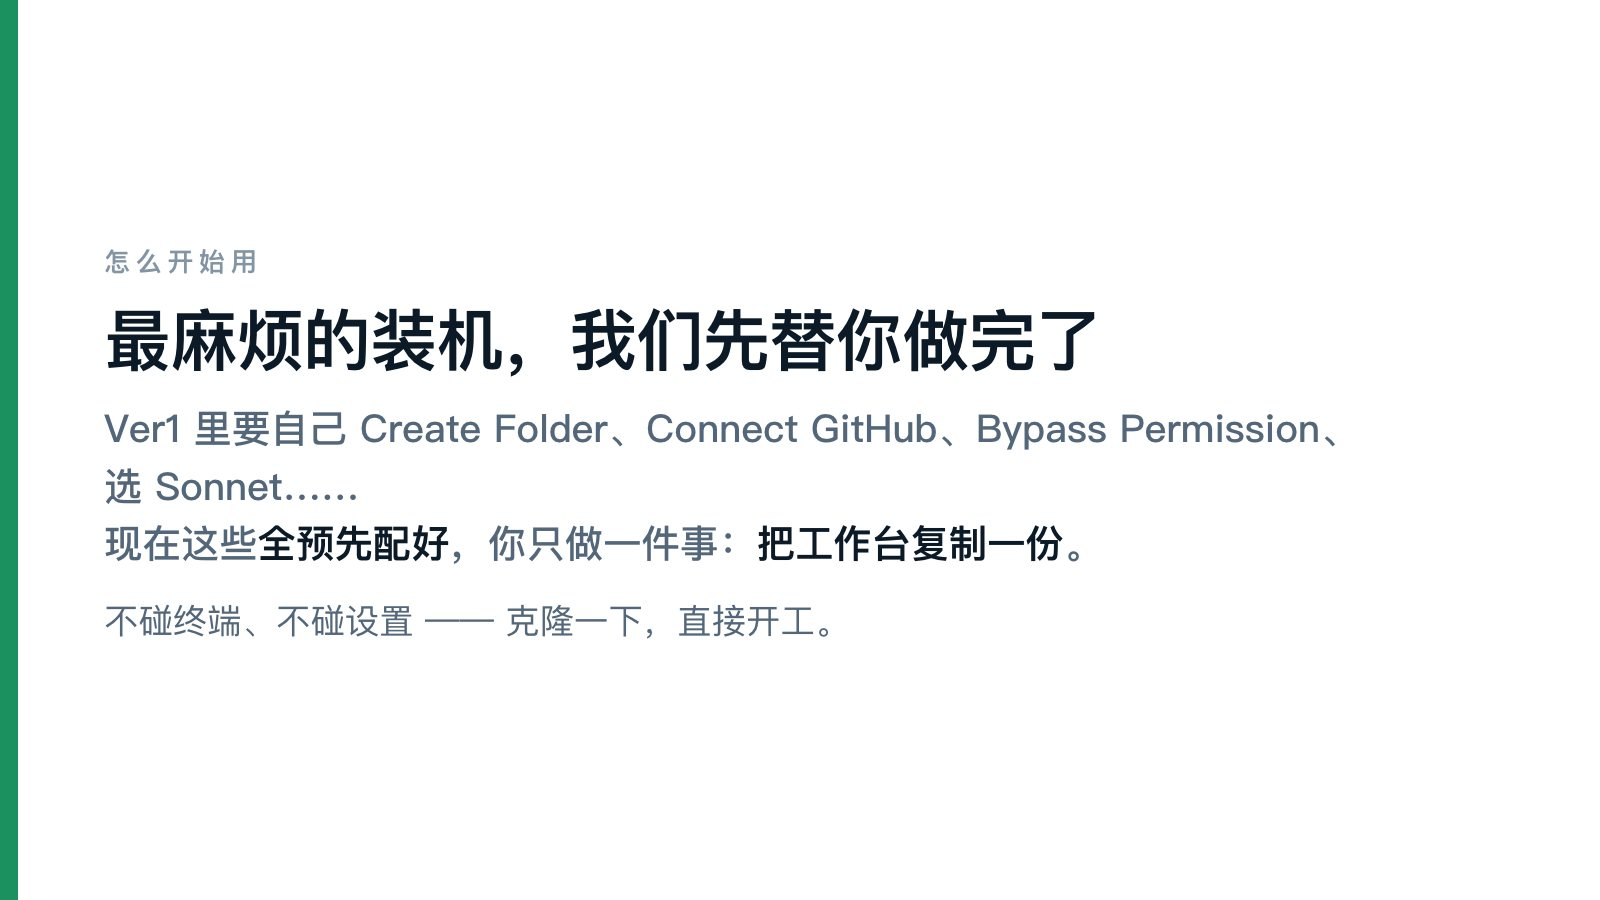 怎么开始用
最麻烦的装机，我们先替你做完了
Ver1 里要自己 Create Folder、Connect GitHub、Bypass Permission、
选 Sonnet……
现在这些全预先配好，你只做一件事：把工作台复制一份。
不碰终端、不碰设置 —— 克隆一下，直接开工。